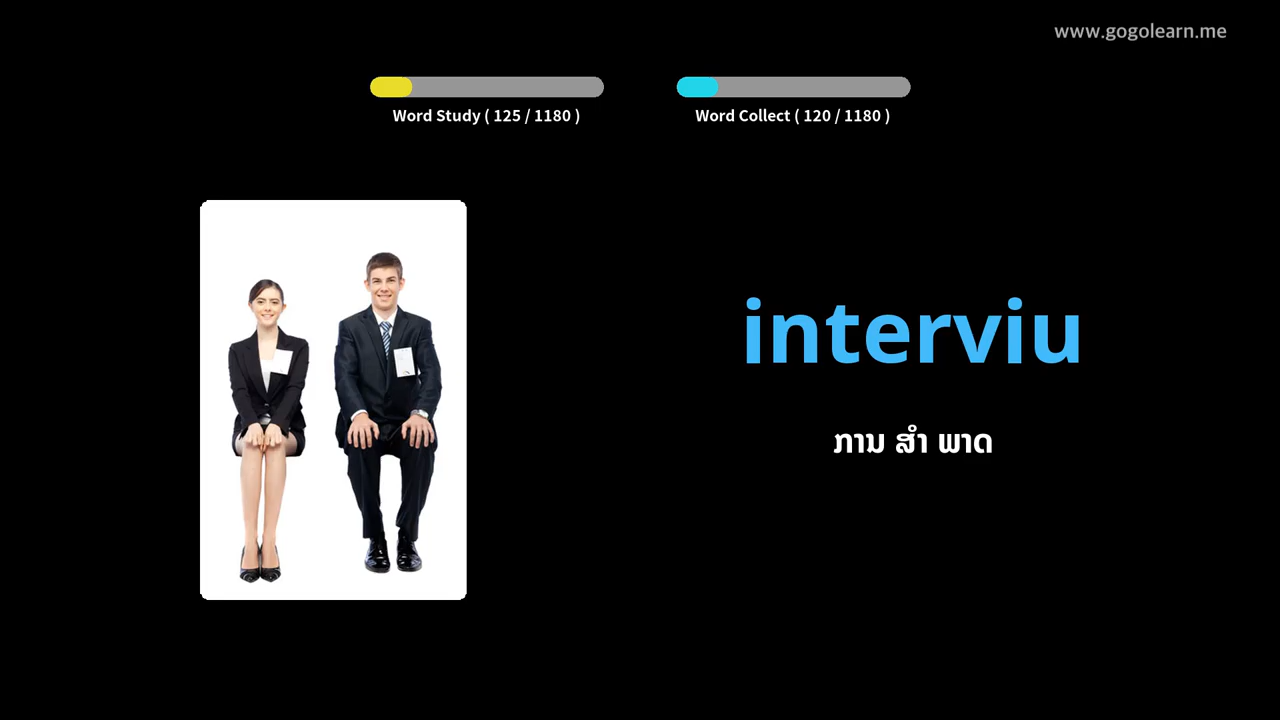 www.gogolearn.me
Word Study ( 125 / 1180 )
Word Collect ( 120 / 1180 )
interviu
ການ ສໍາ ພາດ